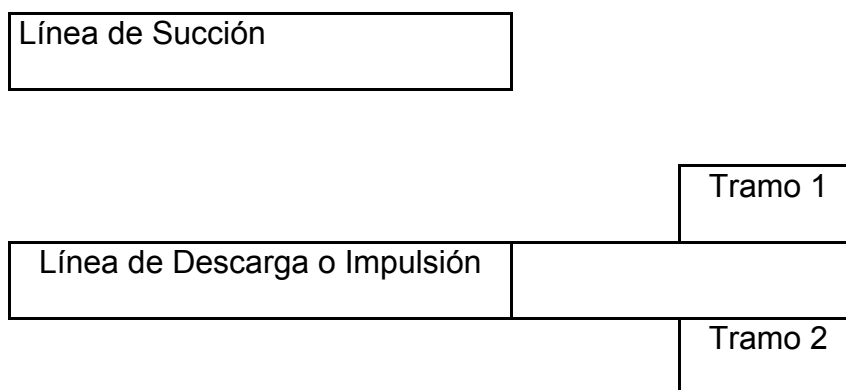 Línea de Succión
Tramo 1
Línea de Descarga o Impulsión
Tramo 2